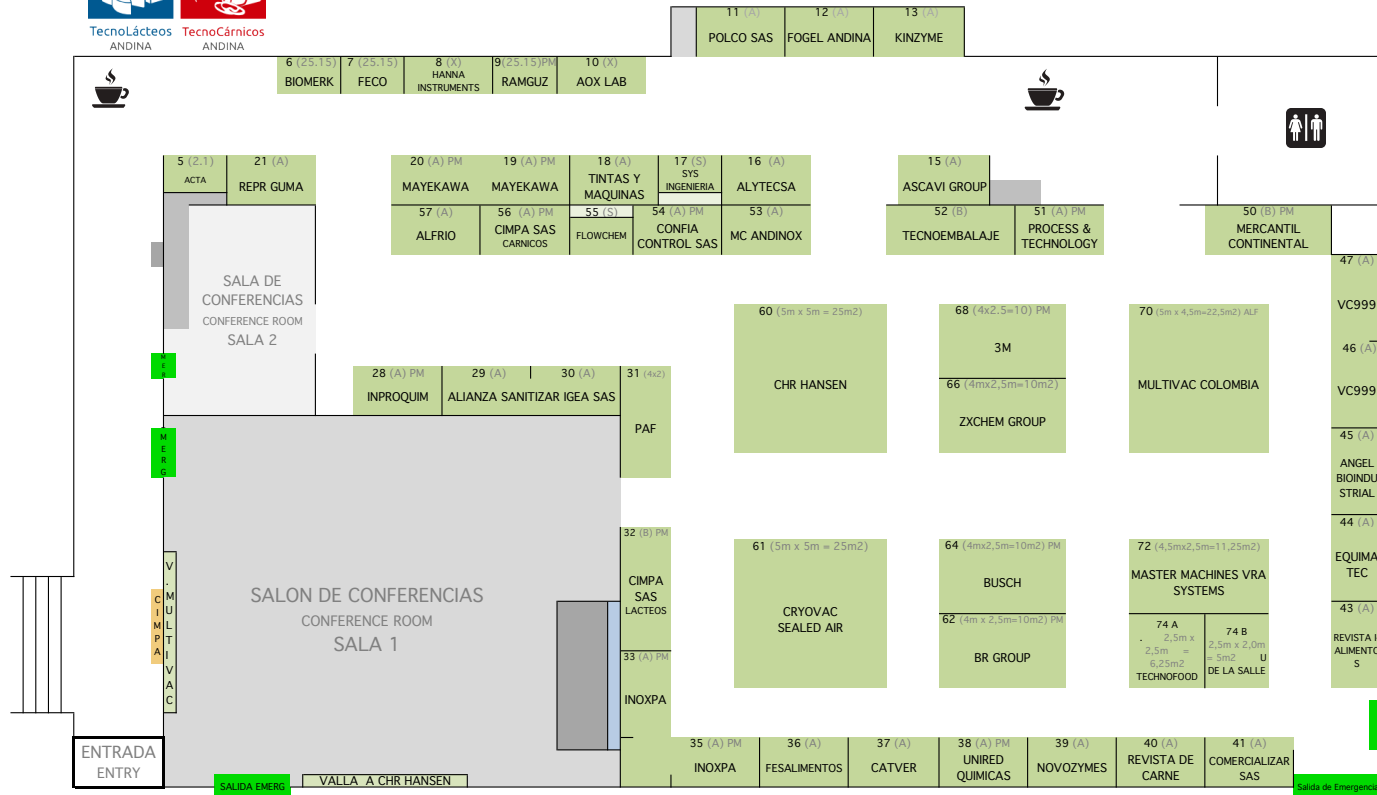 TecnoLácteos TecnoCárnicos
ANDINA ANDINA
11 (A) 12 (A) 13 (A)
POLCO SAS FOGEL ANDINA KINZYME
6 (25.15) 7 (25.15) 8 (X) 9(25.15)PM 10 (X)
BIOMERK FECO HANNA INSTRUMENTS RAMGUZ AOX LAB
5 (2.1) 21 (A)
ACTA REPR GUMA
20 (A) PM 19 (A) PM 18 (A) 17 (S) 16 (A)
MAYEKAWA MAYEKAWA TINTAS Y MAQUINAS SYS INGENIERIA ALYTECSA
15 (A)
ASCAVI GROUP
57 (A) 56 (A) PM 55 (S) 54 (A) PM 53 (A)
ALFRIO CIMPA SAS CARNICOS FLOWCHEM CONFIA CONTROL SAS MC ANDINOX
52 (B) 51 (A) PM
TECNOEMBALAJE PROCESS & TECHNOLOGY
50 (B) PM
MERCANTIL
CONTINENTAL
47 (A)
VC999
46 (A)
VC999
45 (A)
ANGEL
BIOINDU
STRIAL
44 (A)
EQUIMA
TEC
43 (A)
REVISTA
ALIMENTO
S
SALA DE
CONFERENCIAS
CONFERENCE ROOM
SALA 2
60 (5m x 5m = 25m2)
CHR HANSEN
68 (4x2.5=10) PM
3M
66 (4mx2,5m=10m2)
ZXCHEM GROUP
70 (5m x 4,5m=22,5m2) ALF
MULTIVAC COLOMBIA
28 (A) PM 29 (A) 30 (A) 31 (4x2)
INPROQUIM ALIANZA SANITIZAR IGEA SAS
PAF
M
E
R
M
E
R
G
32 (B) PM
CIMPA
SAS
LACTEOS
33 (A) PM
INOXPA
61 (5m x 5m = 25m2)
CRYOVAC
SEALED AIR
64 (4mx2,5m=10m2) PM
BUSCH
62 (4m x 2,5m=10m2) PM
BR GROUP
72 (4,5mx2,5m=11,25m2)
MASTER MACHINES VRA
SYSTEMS
74 A
. 2,5m x
2,5m =
6,25m2
TECHNOFOOD
74 B
2,5m x 2,0m
= 5m2 U
DE LA SALLE
SALON DE CONFERENCIAS
CONFERENCE ROOM
SALA 1
V
.
M
U
L
T
I
V
A
C
C
I
M
P
A
35 (A) PM 36 (A) 37 (A) 38 (A) PM 39 (A) 40 (A) 41 (A)
INOXPA FESALIMENTOS CATVER UNIRED QUIMICAS NOVOZYMES REVISTA DE CARNE COMERCIALIZAR SAS
ENTRADA
ENTRY
SALIDA EMERG
VALLA A CHR HANSEN
Salida de Emergencia